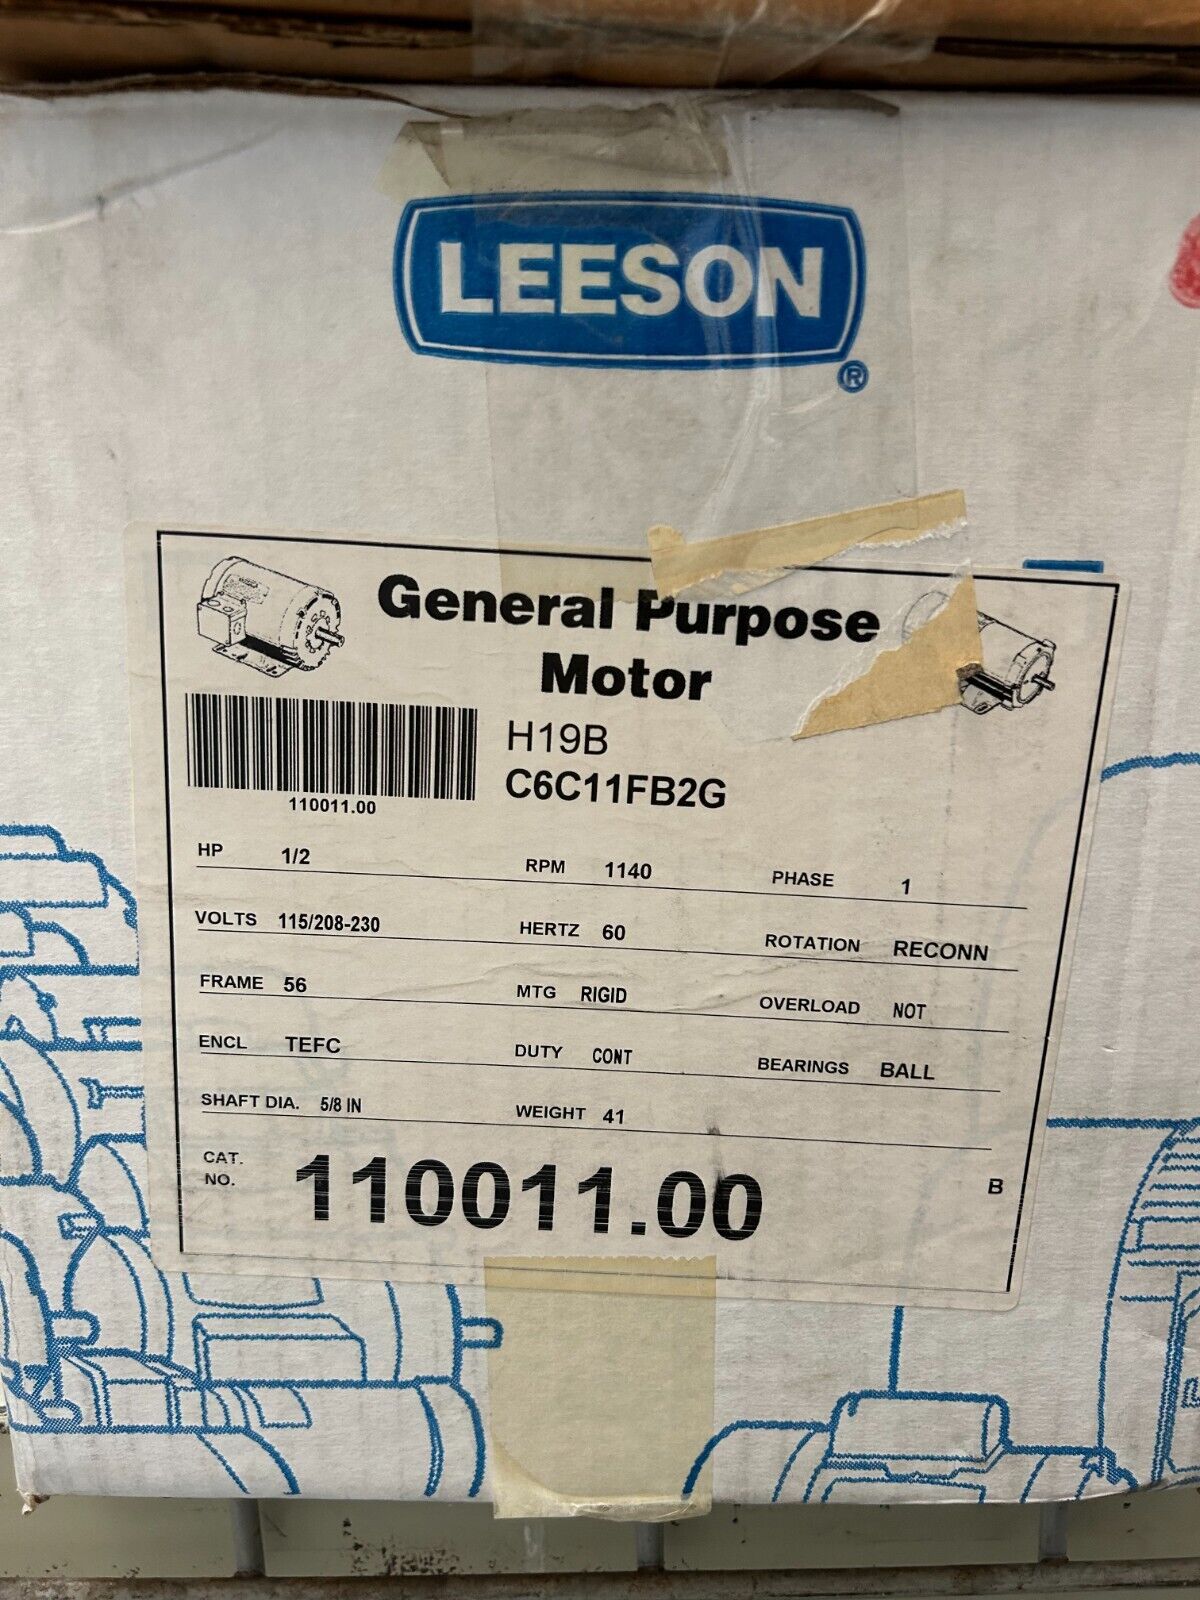 LEESON
®
General Purpose
Motor
H19B
C6C11FB2G
110011.00
HP 1/2 RPM 1140 PHASE 1
VOLTS 115/208-230 HERTZ 60 ROTATION RECONN
FRAME 56 MTG RIGID OVERLOAD NOT
ENCL TEFC DUTY CONT BEARINGS BALL
SHAFT DIA. 5/8 IN WEIGHT 41
CAT. NO. 110011.00 B